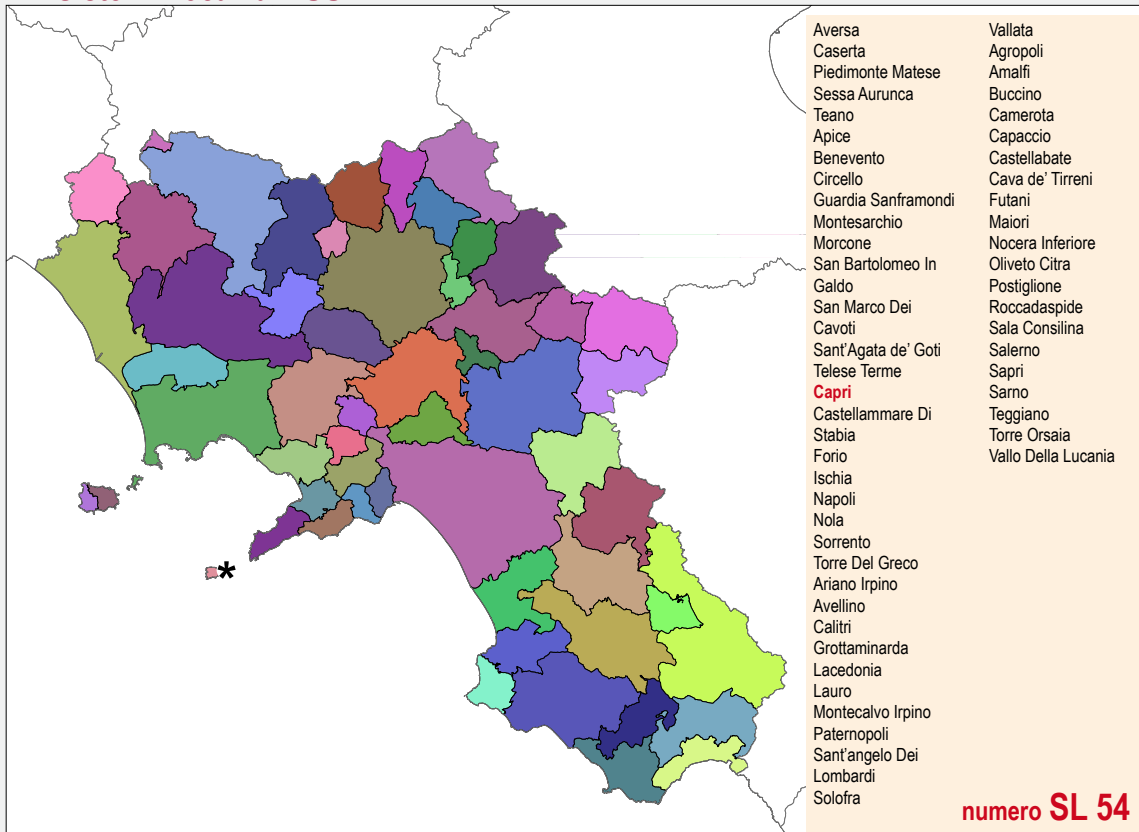 Aversa
Caserta
Piedimonte Matese
Sessa Aurunca
Teano
Apice
Benevento
Circello
Guardia Sanframondi
Montesarchio
Morcone
San Bartolomeo In
Galdo
San Marco Dei
Cavoti
Sant'Agata de' Goti
Telese Terme
Capri
Castellammare Di
Stabia
Forio
Ischia
Napoli
Nola
Sorrento
Torre Del Greco
Ariano Irpino
Avellino
Calitri
Grottaminarda
Lacedonia
Lauro
Montecalvo Irpino
Paternopoli
Sant'angelo Dei
Lombardi
Solofra
Vallata
Agropoli
Amalfi
Buccino
Camerota
Capaccio
Castellabate
Cava de' Tirreni
Futani
Maiori
Nocera Inferiore
Oliveto Citra
Postiglione
Roccadaspide
Sala Consilina
Salerno
Sapri
Sarno
Teggiano
Torre Orsaia
Vallo Della Lucania
*
numero SL 54